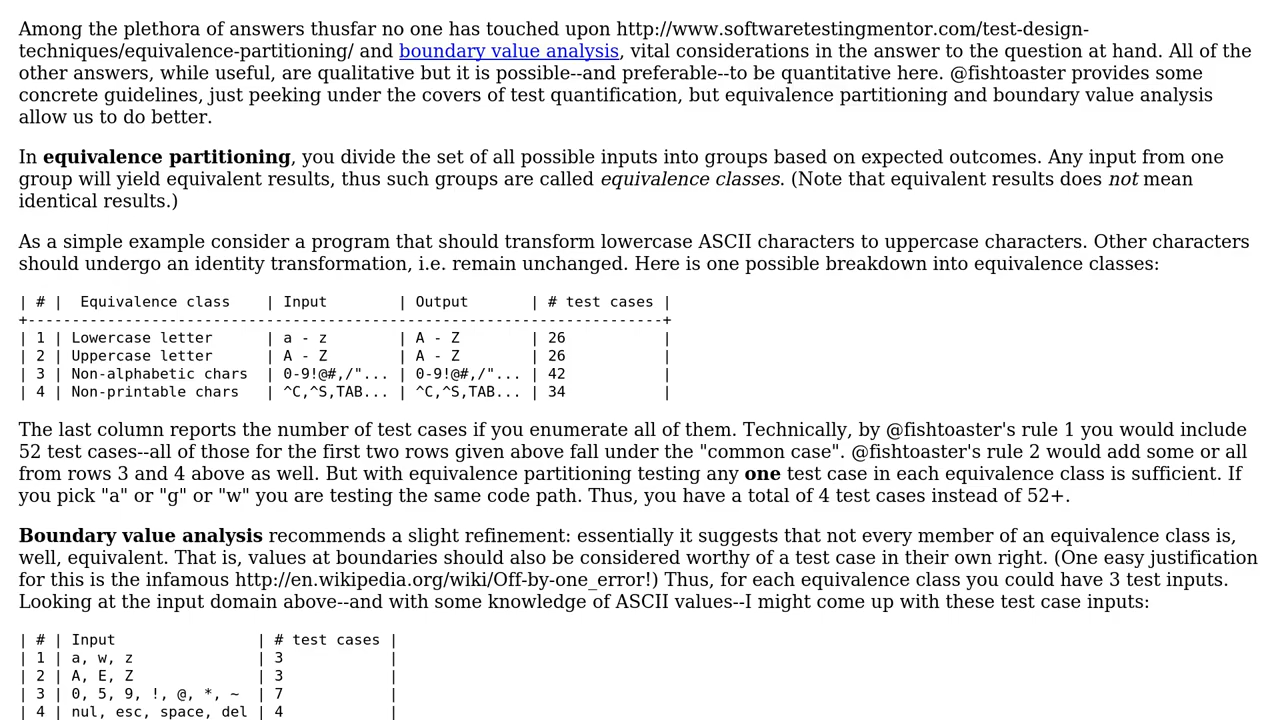 Among the plethora of answers thusfar no one has touched upon http://www.softwaretestingmentor.com/test-design-
techniques/equivalence-partitioning/ and boundary value analysis, vital considerations in the answer to the question at hand. All of the
other answers, while useful, are qualitative but it is possible--and preferable--to be quantitative here. @fishtoaster provides some
concrete guidelines, just peeking under the covers of test quantification, but equivalence partitioning and boundary value analysis
allow us to do better.
In equivalence partitioning, you divide the set of all possible inputs into groups based on expected outcomes. Any input from one
group will yield equivalent results, thus such groups are called equivalence classes. (Note that equivalent results does not mean
identical results.)
As a simple example consider a program that should transform lowercase ASCII characters to uppercase characters. Other characters
should undergo an identity transformation, i.e. remain unchanged. Here is one possible breakdown into equivalence classes:
| # |  Equivalence class    | Input        | Output       | # test cases |
+------------------------------------------------------------------------+
| 1 | Lowercase letter      | a - z        | A - Z        | 26           |
| 2 | Uppercase letter      | A - Z        | A - Z        | 26           |
| 3 | Non-alphabetic chars  | 0-9!@#,/"... | 0-9!@#,/"... | 42           |
| 4 | Non-printable chars   | ^C,^S,TAB... | ^C,^S,TAB... | 34           |
The last column reports the number of test cases if you enumerate all of them. Technically, by @fishtoaster's rule 1 you would include
52 test cases--all of those for the first two rows given above fall under the "common case". @fishtoaster's rule 2 would add some or all
from rows 3 and 4 above as well. But with equivalence partitioning testing any one test case in each equivalence class is sufficient. If
you pick "a" or "g" or "w" you are testing the same code path. Thus, you have a total of 4 test cases instead of 52+.
Boundary value analysis recommends a slight refinement: essentially it suggests that not every member of an equivalence class is,
well, equivalent. That is, values at boundaries should also be considered worthy of a test case in their own right. (One easy justification
for this is the infamous http://en.wikipedia.org/wiki/Off-by-one_error!) Thus, for each equivalence class you could have 3 test inputs.
Looking at the input domain above--and with some knowledge of ASCII values--I might come up with these test case inputs:
| # | Input                | # test cases |
| 1 | a, w, z              | 3            |
| 2 | A, E, Z              | 3            |
| 3 | 0, 5, 9, !, @, *, ~  | 7            |
| 4 | nul, esc, space, del | 4            |